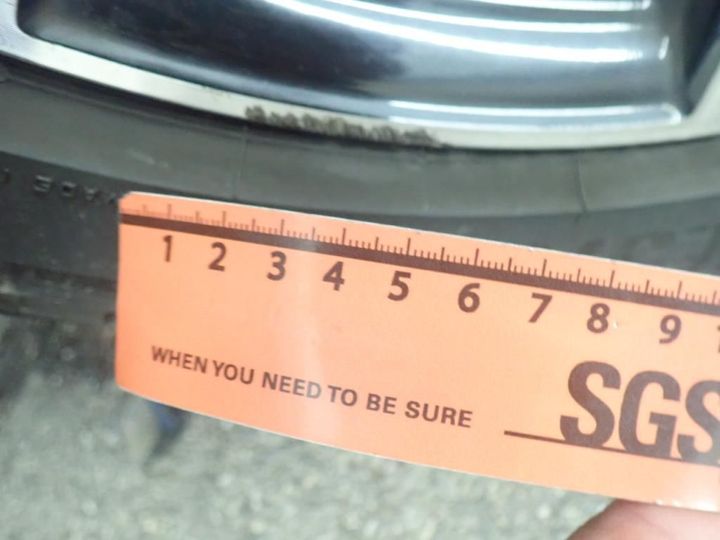 1 2 3 4 5 6 7 8 9
WHEN YOU NEED TO BE SURE
SGS